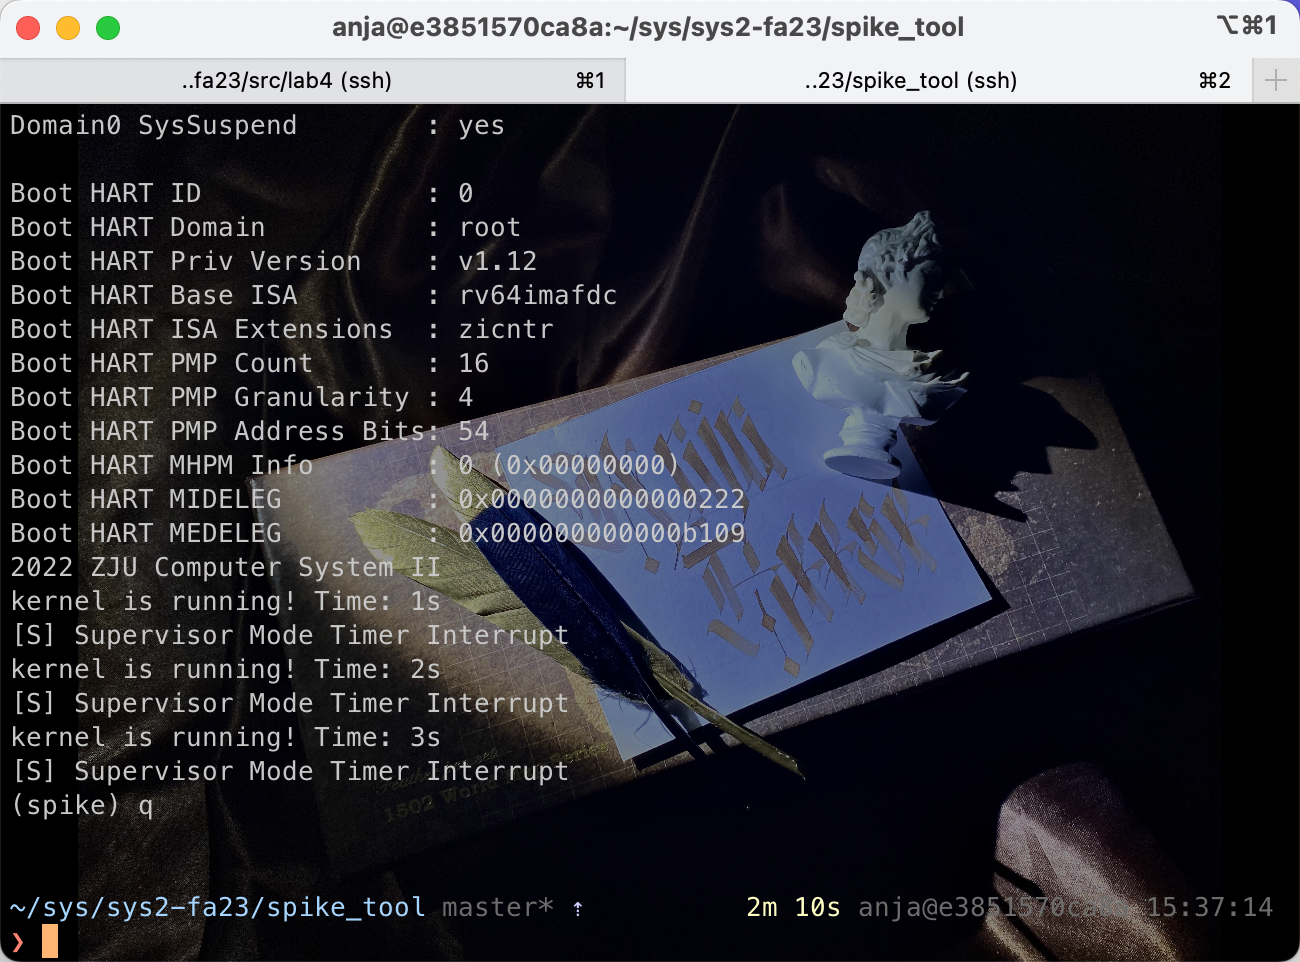 anja@e3851570ca8a:~/sys/sys2-fa23/spike_tool ⌥⌘1
..fa23/src/lab4 (ssh) ⌘1 ..23/spike_tool (ssh) ⌘2 +
Domain0 SysSuspend : yes
Boot HART ID : 0
Boot HART Domain : root
Boot HART Priv Version : v1.12
Boot HART Base ISA : rv64imafdc
Boot HART ISA Extensions : zicntr
Boot HART PMP Count : 16
Boot HART PMP Granularity : 4
Boot HART PMP Address Bits: 54
Boot HART MHPM Info : 0 (0x00000000)
Boot HART MIDELEG : 0x0000000000000222
Boot HART MEDELEG : 0x000000000000b109
2022 ZJU Computer System II
kernel is running! Time: 1s
[S] Supervisor Mode Timer Interrupt
kernel is running! Time: 2s
[S] Supervisor Mode Timer Interrupt
kernel is running! Time: 3s
[S] Supervisor Mode Timer Interrupt
(spike) q
~/sys/sys2-fa23/spike_tool master* ⇡ 2m 10s anja@e3851570ca8a 15:37:14
❯